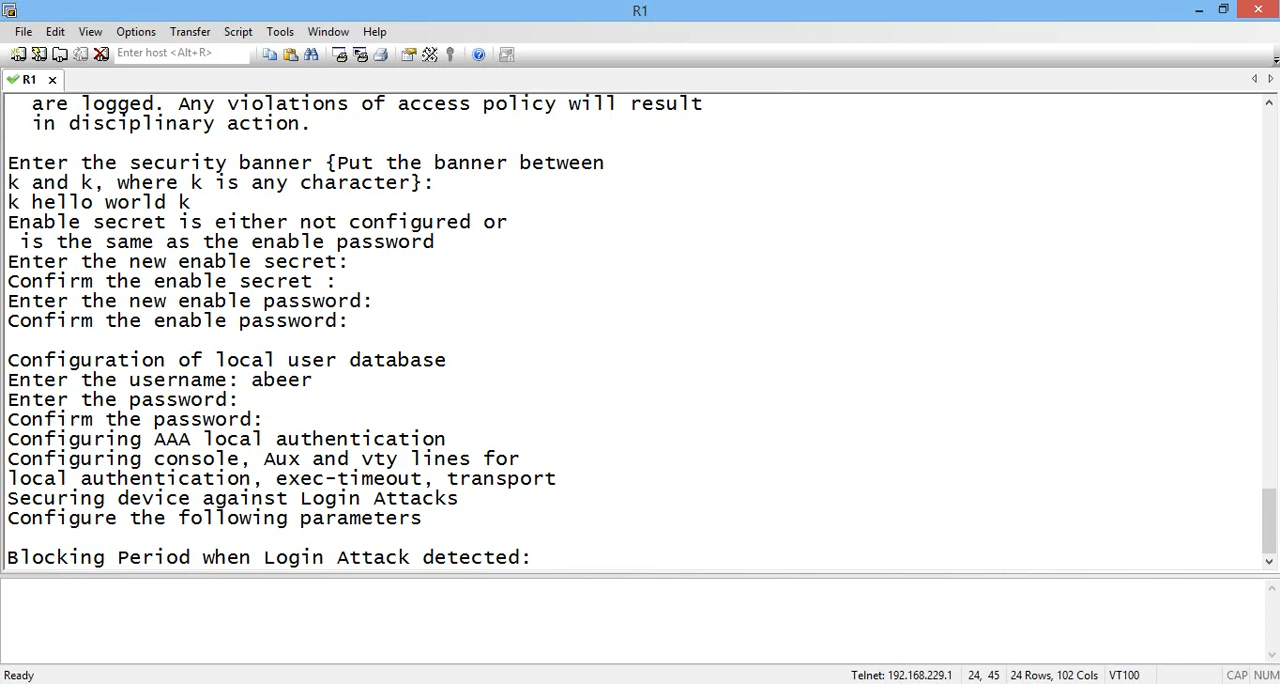 R1
File Edit View Options Transfer Script Tools Window Help
Enter host <Alt+R>
R1
are logged. Any violations of access policy will result
in disciplinary action.
Enter the security banner {Put the banner between
k and k, where k is any character}:
k hello world k
Enable secret is either not configured or
is the same as the enable password
Enter the new enable secret:
Confirm the enable secret :
Enter the new enable password:
Confirm the enable password:
Configuration of local user database
Enter the username: abeer
Enter the password:
Confirm the password:
Configuring AAA local authentication
Configuring console, Aux and vty lines for
local authentication, exec-timeout, transport
Securing device against Login Attacks
Configure the following parameters
Blocking Period when Login Attack detected:
Ready Telnet: 192.168.229.1 24, 45 24 Rows, 102 Cols VT100 CAP NUM